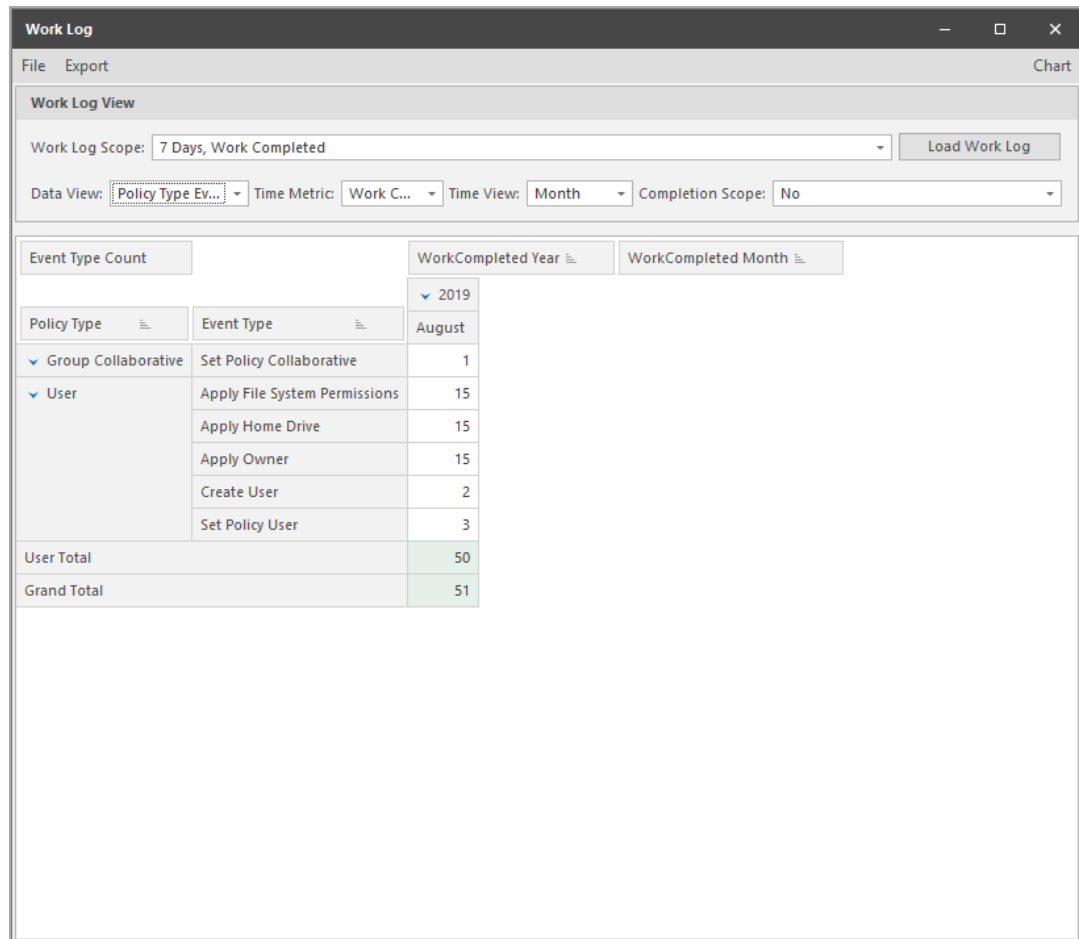 Work Log
File Export Chart
Work Log View
Work Log Scope: 7 Days, Work Completed Load Work Log
Data View: Policy Type Ev... Time Metric: Work C... Time View: Month Completion Scope: No
Event Type Count WorkCompleted Year WorkCompleted Month
2019
Policy Type Event Type August
Group Collaborative Set Policy Collaborative 1
User Apply File System Permissions 15
Apply Home Drive 15
Apply Owner 15
Create User 2
Set Policy User 3
User Total 50
Grand Total 51